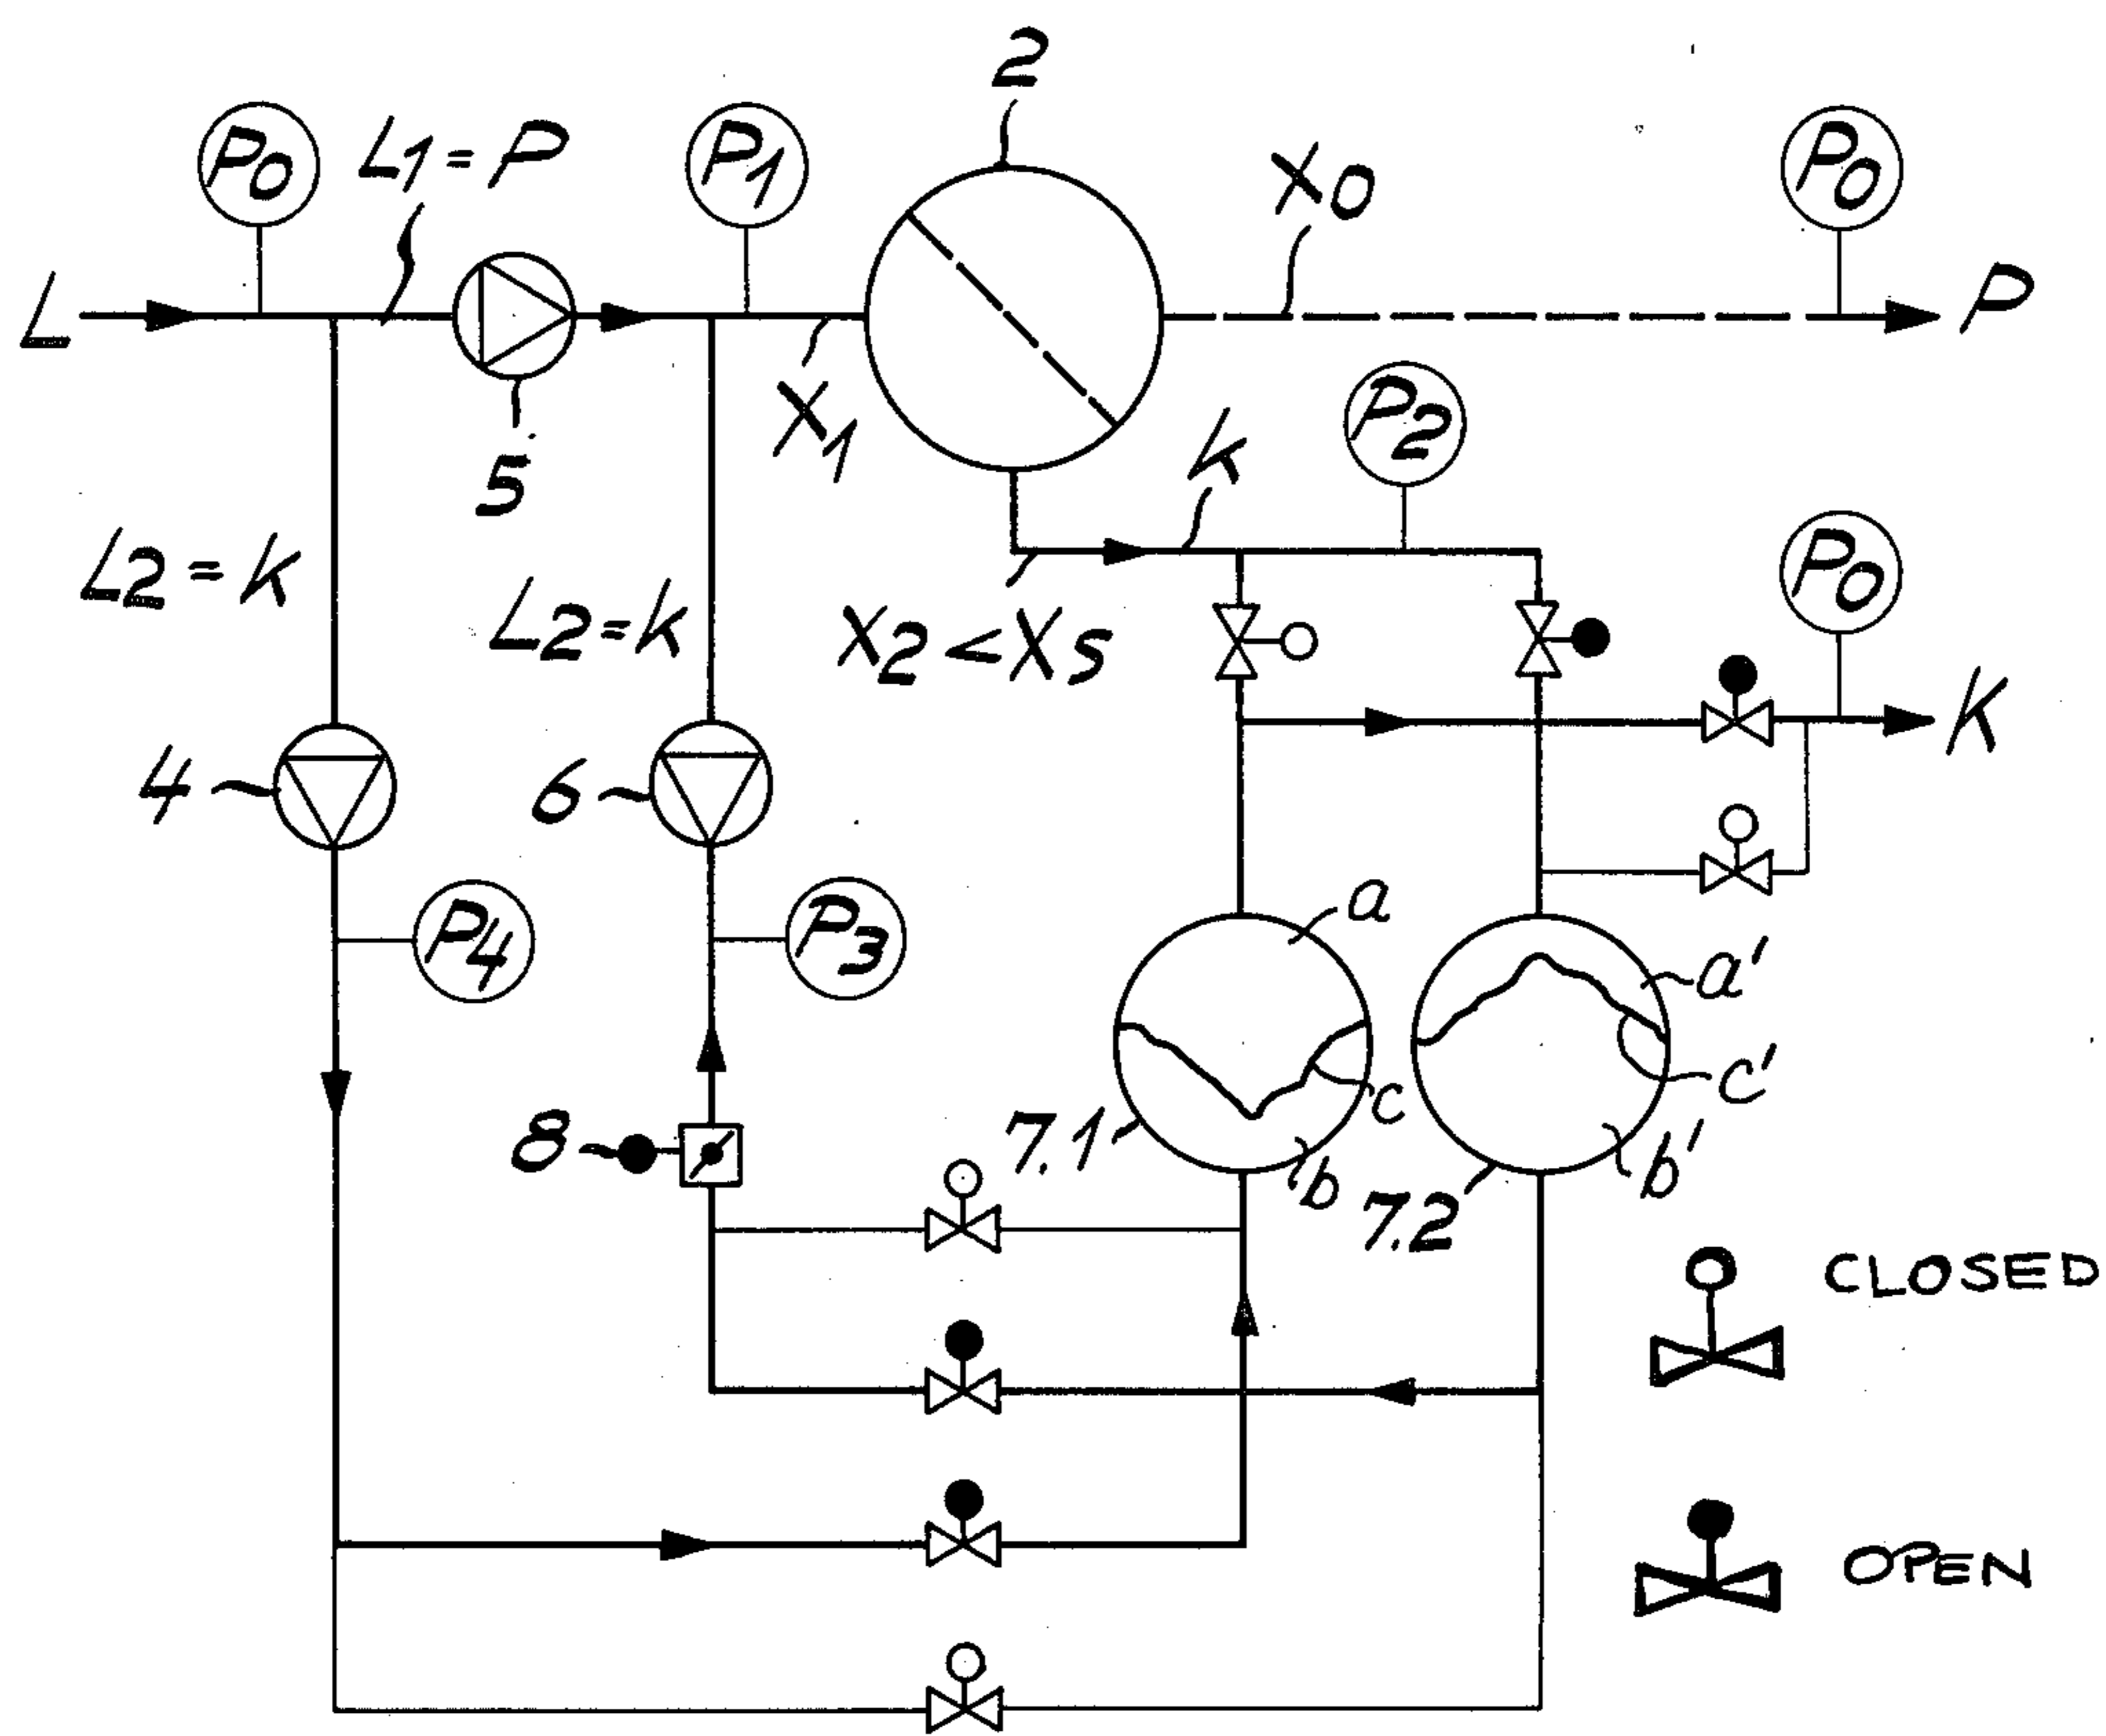 2
P0
L1=P
P1
X0
P0
L
P
5
X1
k
P2
L2=k
L2=k
X2<Xs
P0
K
4
6
P4
P3
a
a'
c
c'
8
7.1
b
7.2
b'
CLOSED
OPEN